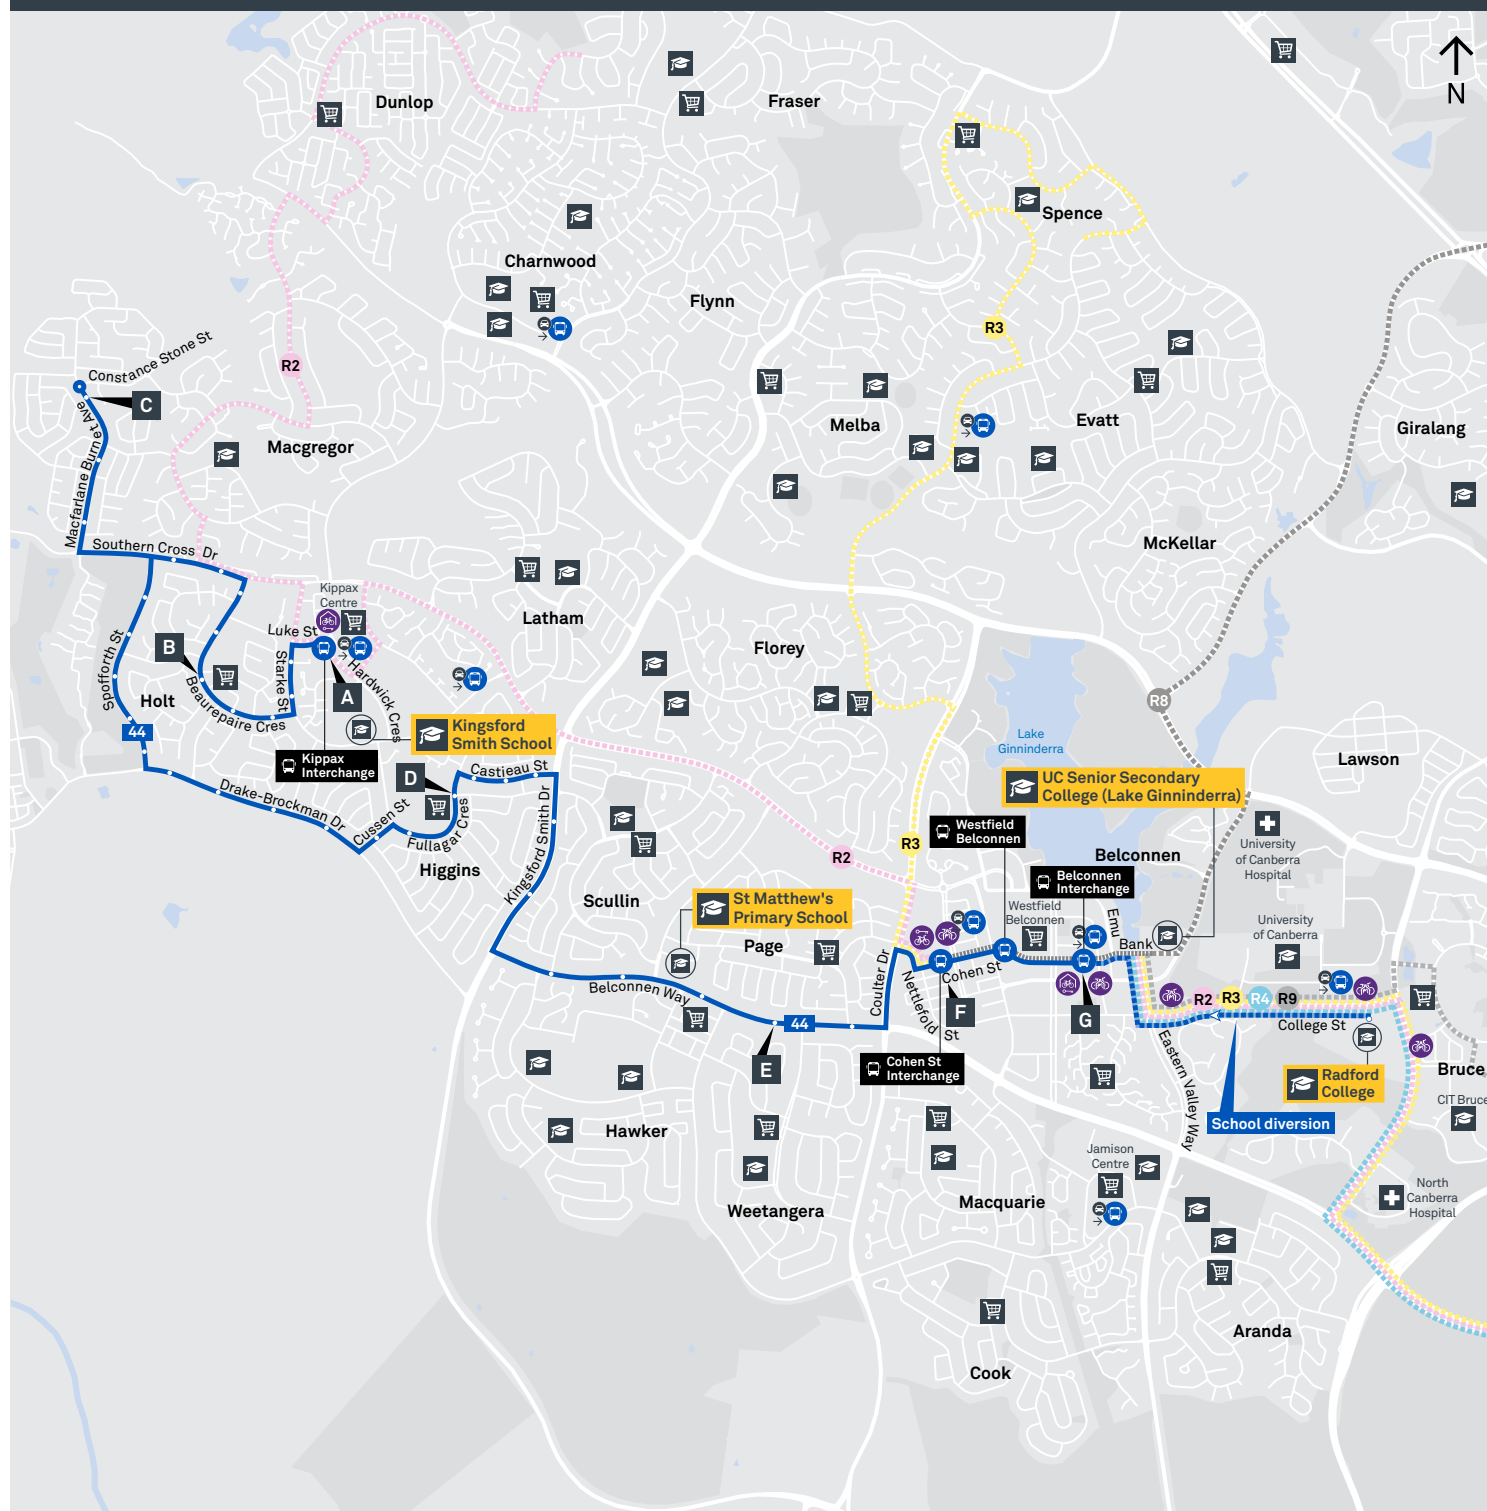 N
Dunlop
Fraser
Spence
Charnwood
Flynn
R3
Constance Stone St
R2
C
Macfarlane Burnet Ave
Macgregor
Melba
Evatt
Giralang
McKellar
Southern Cross Dr
Kippax
Centre
Latham
Luke St
Florey
B
Spofforth St
Starke St
Hardwick Cres
A
Holt
Beaurepaire Cres
R8
44
Kingsford
Smith School
Lake
Ginninderra
Lawson
Kippax
Interchange
D
Castieau St
UC Senior Secondary
College (Lake Ginninderra)
Drake-Brockman Dr
Cussen St
Fullagar Cres
Kingsford Smith Dr
Westfield
Belconnen
R3
R2
Belconnen
University
of Canberra
Hospital
Higgins
Belconnen
Interchange
Scullin
St Matthew's
Primary School
Westfield
Belconnen
Emu
Bank
University
of Canberra
Page
Coulter Dr
Nettlefold St
Cohen St
Belconnen Way
44
F
G
R2
R3
R4
R9
College St
E
Cohen St
Interchange
Eastern Valley Way
Radford
College
Bruce
CIT Bruce
School diversion
Hawker
Jamison
Centre
Weetangera
Macquarie
North
Canberra
Hospital
Aranda
Cook